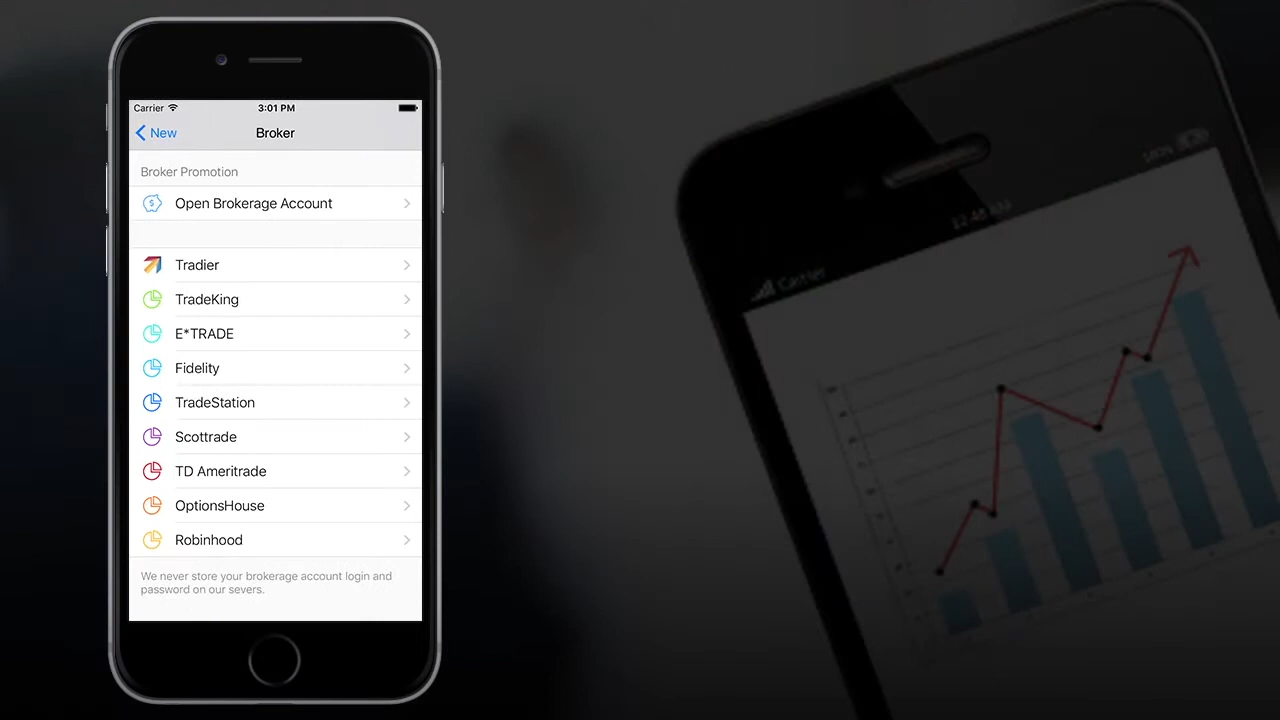 Carrier 3:01 PM
New Broker
Broker Promotion
Open Brokerage Account
Tradier
TradeKing
E*TRADE
Fidelity
TradeStation
Scottrade
TD Ameritrade
OptionsHouse
Robinhood
We never store your brokerage account login and
password on our severs.
Carrier